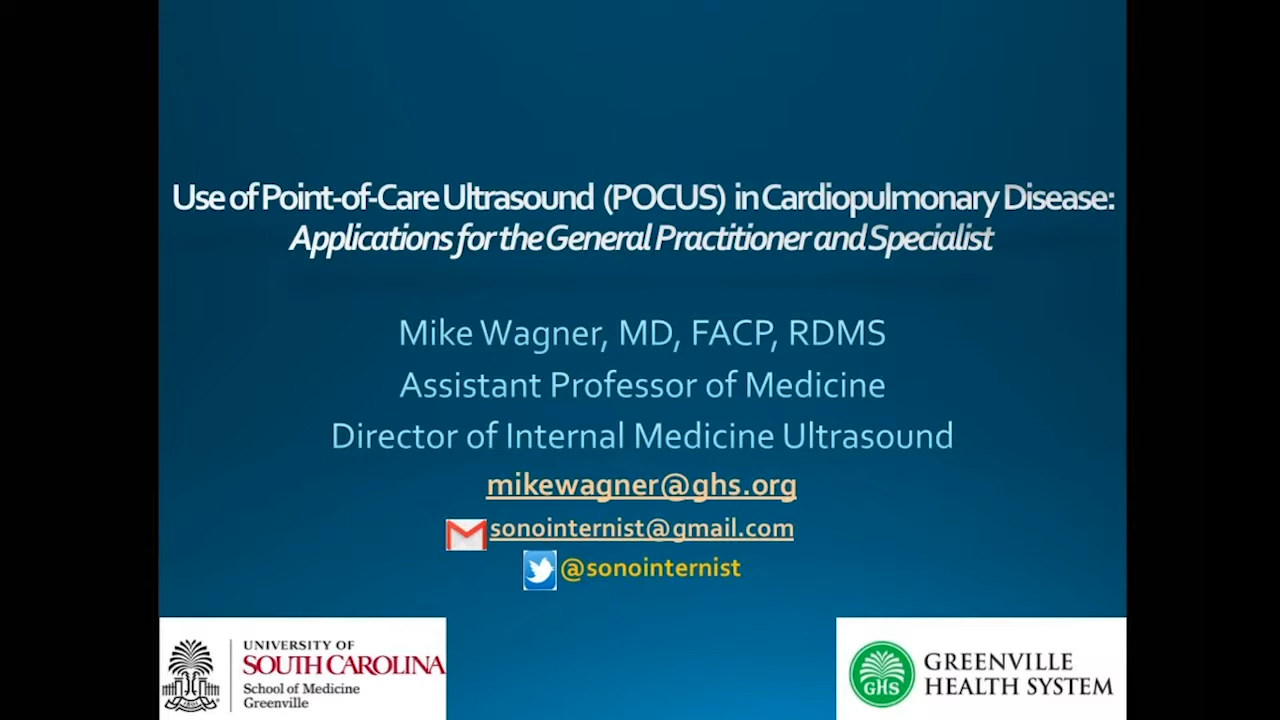 Use of Point-of-Care Ultrasound (POCUS) in Cardiopulmonary Disease:
Applications for the General Practitioner and Specialist
Mike Wagner, MD, FACP, RDMS
Assistant Professor of Medicine
Director of Internal Medicine Ultrasound
mikewagner@ghs.org
sonointernist@gmail.com
@sonointernist
UNIVERSITY OF
SOUTH CAROLINA
School of Medicine
Greenville
GHS
GREENVILLE
HEALTH SYSTEM